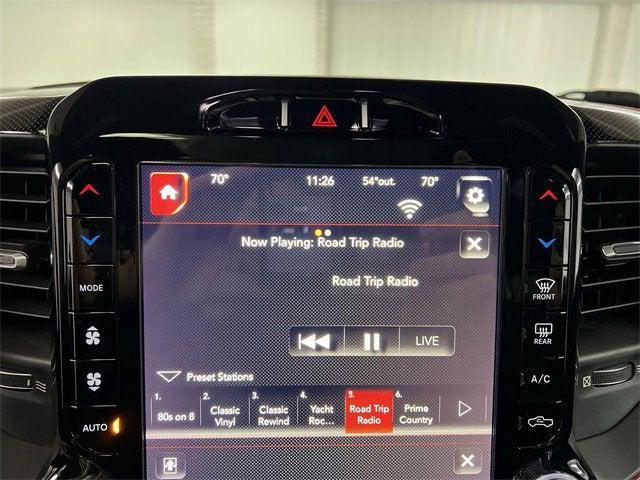 70° 11:26 54°out. 70°
Now Playing: Road Trip Radio
Road Trip Radio
MODE
FRONT
LIVE
REAR
Preset Stations
A/C
1. 2. 3. 4. 5. 6.
80s on 8 Classic Vinyl Classic Rewind Yacht Roc... Road Trip Radio Prime Country
AUTO